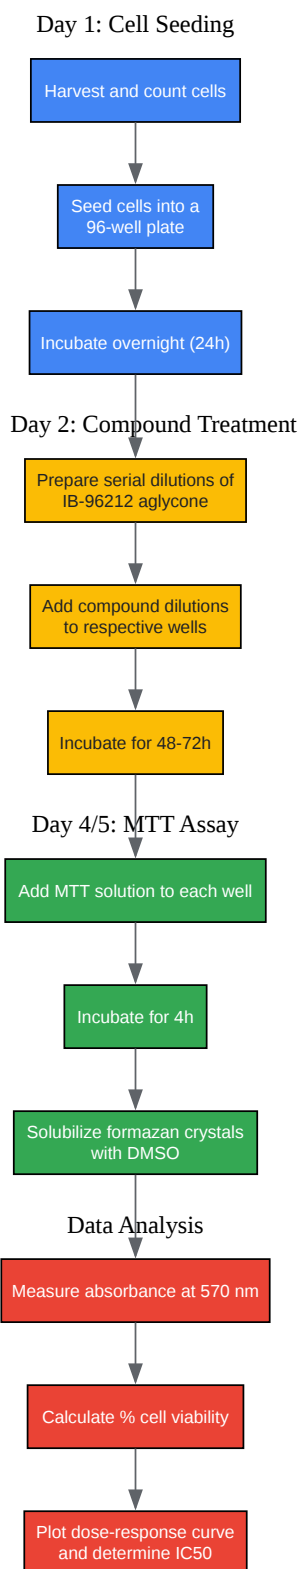 Day 1: Cell Seeding
Harvest and count cells
Seed cells into a
96-well plate
Incubate overnight (24h)
Day 2: Compound Treatment
Prepare serial dilutions of
IB-96212 aglycone
Add compound dilutions
to respective wells
Incubate for 48-72h
Day 4/5: MTT Assay
Add MTT solution to each well
Incubate for 4h
Solubilize formazan crystals
with DMSO
Data Analysis
Measure absorbance at 570 nm
Calculate % cell viability
Plot dose-response curve
and determine IC50